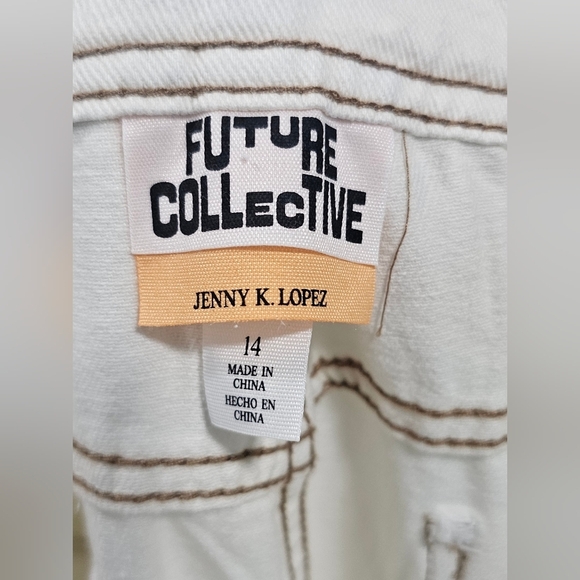 FUTURE
COLLECTIVE
JENNY K. LOPEZ
14
MADE IN
CHINA
HECHO EN
CHINA